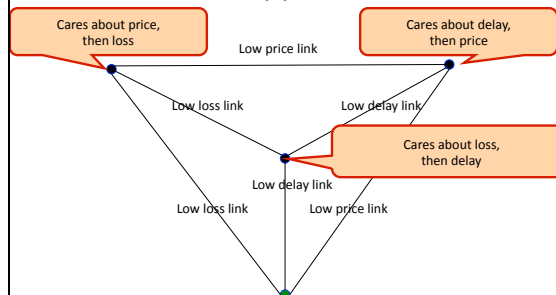 Cares about price,
then loss
Cares about delay,
then price
Low price link
Low loss link
Low delay link
Cares about loss,
then delay
Low delay link
Low loss link
Low price link